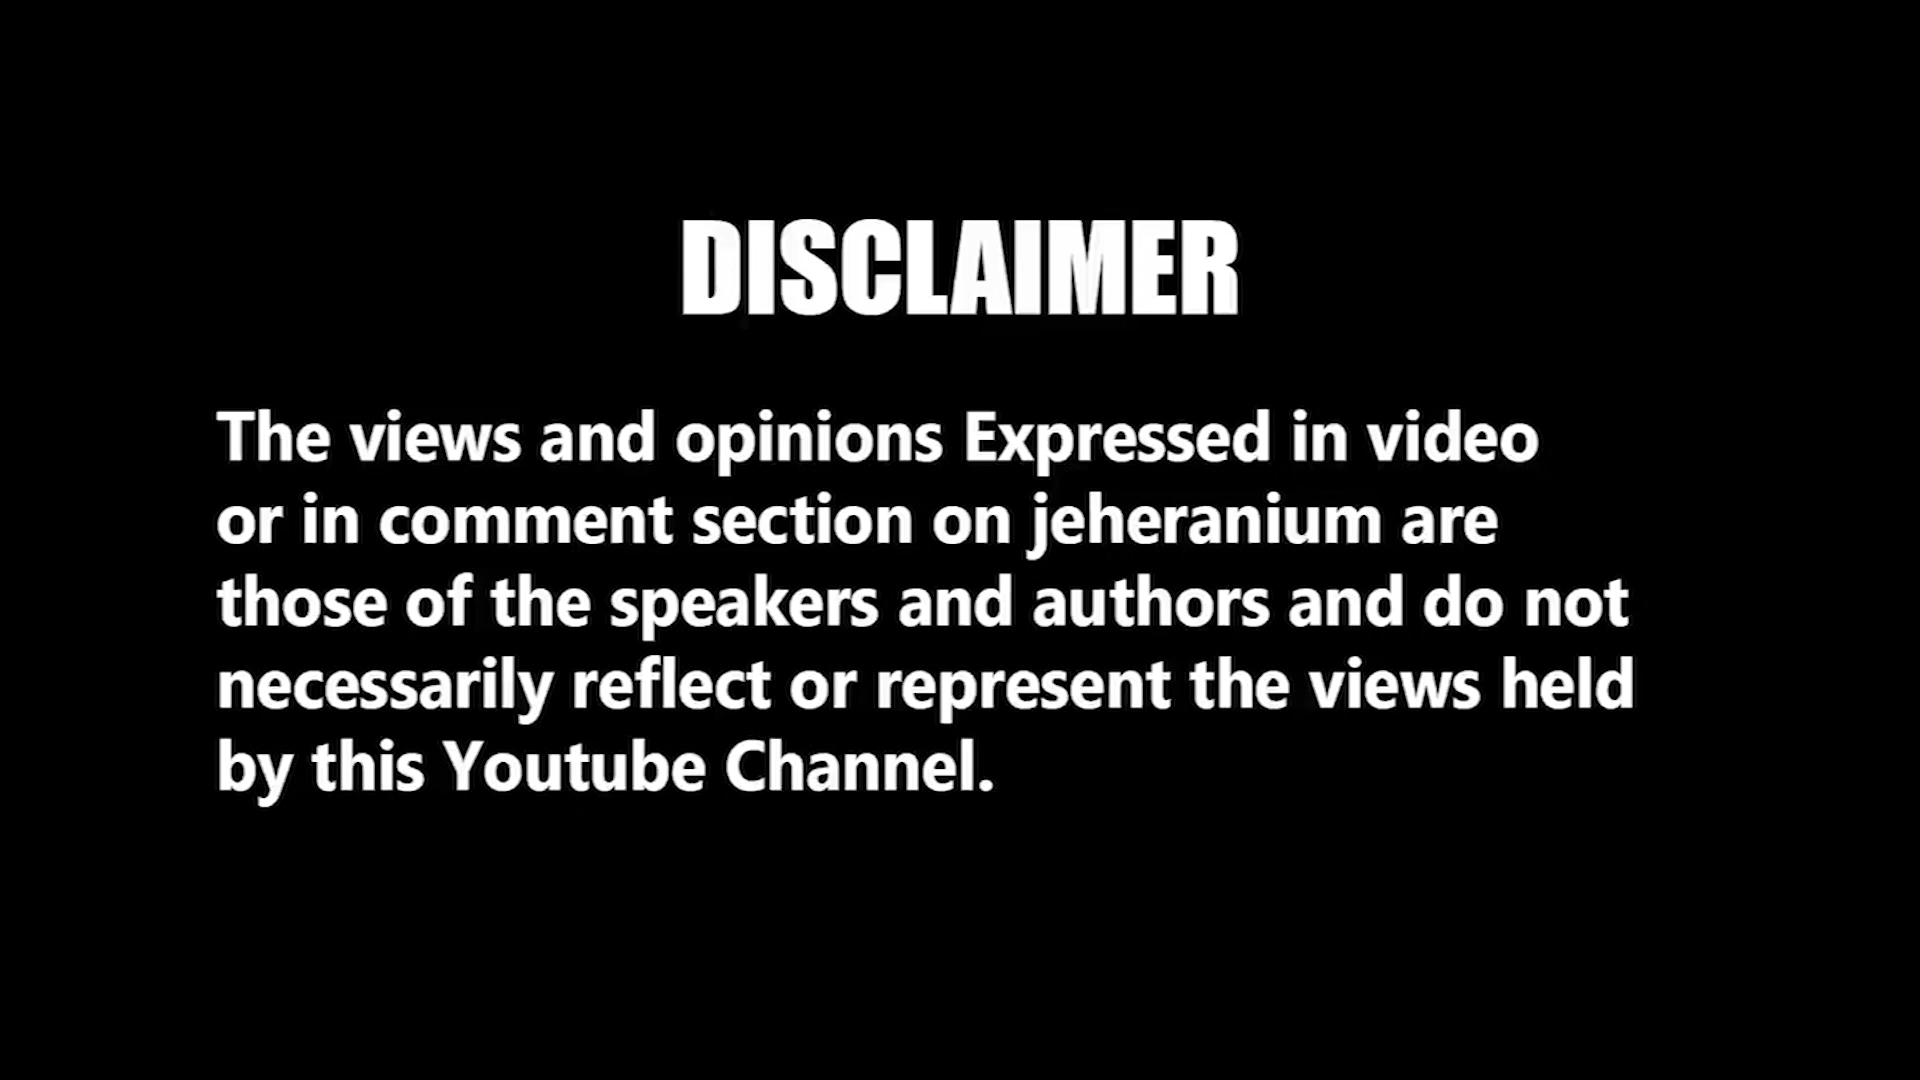 DISCLAIMER
The views and opinions Expressed in video
or in comment section on jeheranium are
those of the speakers and authors and do not
necessarily reflect or represent the views held
by this Youtube Channel.